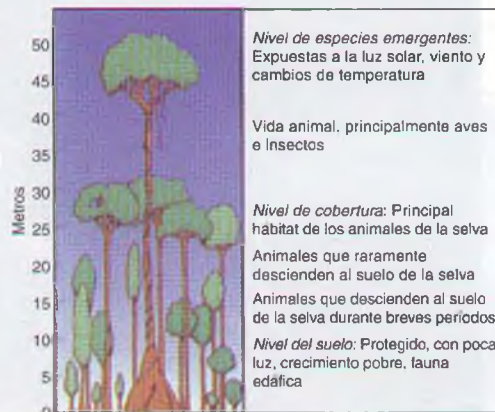 50
45
40
35
30
25
20
15
10
5
0
Metros
Nivel de especies emergentes:
Expuestas a la luz solar, viento y
cambios de temperatura
Vida animal, principalmente aves
e Insectos
Nivel de cobertura: Principal
hábitat de los animales de la selva
Animales que raramente
descienden al suelo de la selva
Animales que descienden al suelo
de la selva durante breves períodos
Nivel del suelo: Protegido, con poca
luz, crecimiento pobre, fauna
edáfica